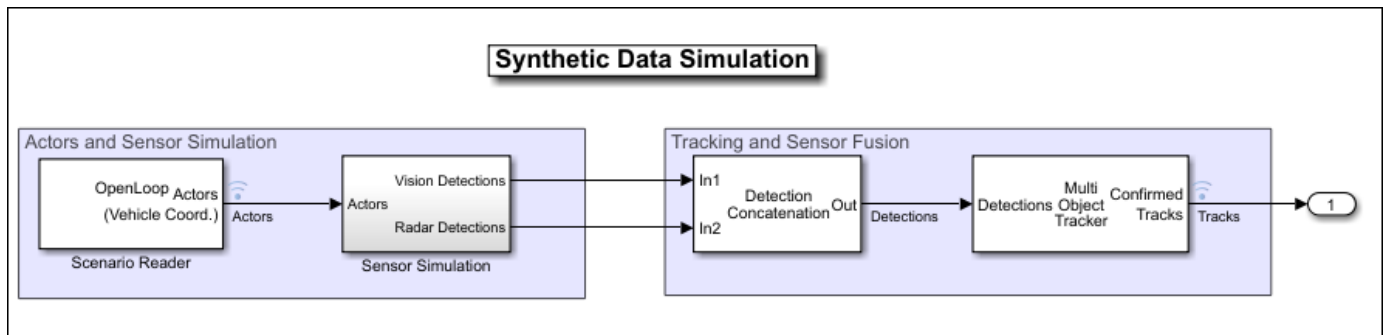 Synthetic Data Simulation
Actors and Sensor Simulation
OpenLoop
Actors
(Vehicle Coord.)
Scenario Reader
Actors
Actors
Vision Detections
Radar Detections
Sensor Simulation
Tracking and Sensor Fusion
In1
In2
Detection
Concatenation
Out
Detections
Detections
Multi
Object
Tracker
Confirmed
Tracks
Tracks
1